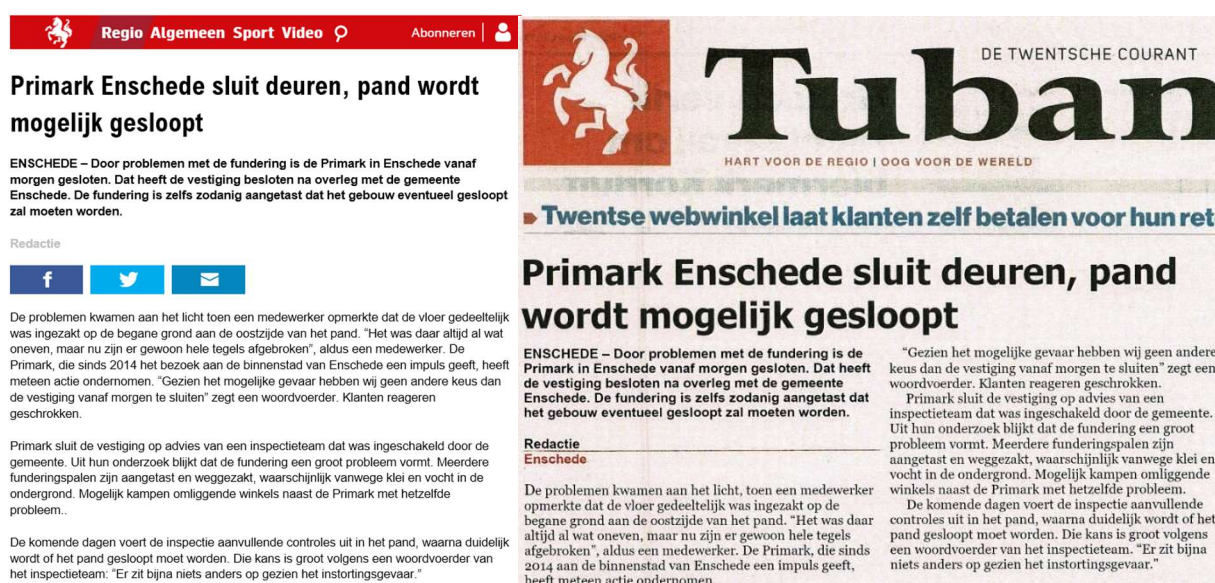 Regio Algemeen Sport Video
Abonneren
Primark Enschede sluit deuren, pand wordt
mogelijk gesloopt
ENSCHEDE – Door problemen met de fundering is de Primark in Enschede vanaf
morgen gesloten. Dat heeft de vestiging besloten na overleg met de gemeente
Enschede. De fundering is zelfs zodanig aangetast dat het gebouw eventueel gesloopt
zal moeten worden.
Redactie
f
De problemen kwamen aan het licht toen een medewerker opmerkte dat de vloer gedeeltelijk
was ingezakt op de begane grond aan de oostzijde van het pand. “Het was daar altijd al wat
oneven, maar nu zijn er gewoon hele tegels afgebroken”, aldus een medewerker. De
Primark, die sinds 2014 het bezoek aan de binnenstad van Enschede een impuls geeft, heeft
meteen actie ondernomen. “Gezien het mogelijke gevaar hebben wij geen andere keus dan
de vestiging vanaf morgen te sluiten” zegt een woordvoerder. Klanten reageren
geschrokken.
Primark sluit de vestiging op advies van een inspectieteam dat was ingeschakeld door de
gemeente. Uit hun onderzoek blijkt dat de fundering een groot probleem vormt. Meerdere
funderingspalen zijn aangetast en weggezakt, waarschijnlijk vanwege klei en vocht in de
ondergrond. Mogelijk kampen omliggende winkels naast de Primark met hetzelfde
probleem..
De komende dagen voert de inspectie aanvullende controles uit in het pand, waarna duidelijk
wordt of het pand gesloopt moet worden. Die kans is groot volgens een woordvoerder van
het inspectieteam: “Er zit bijna niets anders op gezien het instortingsgevaar.”
DE TWENTSCHE COURANT
Tuban
HART VOOR DE REGIO | OOG VOOR DE WERELD
Twentse webwinkel laat klanten zelf betalen voor hun ret
Primark Enschede sluit deuren, pand
wordt mogelijk gesloopt
ENSCHEDE – Door problemen met de fundering is de
Primark in Enschede vanaf morgen gesloten. Dat heeft
de vestiging besloten na overleg met de gemeente
Enschede. De fundering is zelfs zodanig aangetast dat
het gebouw eventueel gesloopt zal moeten worden.
Redactie
Enschede
De problemen kwamen aan het licht, toen een medewerker
opmerkte dat de vloer gedeeltelijk was ingezakt op de
begane grond aan de oostzijde van het pand. “Het was daar
altijd al wat oneven, maar nu zijn er gewoon hele tegels
afgebroken”, aldus een medewerker. De Primark, die sinds
2014 aan de binnenstad van Enschede een impuls geeft,
heeft meteen actie ondernomen.
“Gezien het mogelijke gevaar hebben wij geen andere
keus dan de vestiging vanaf morgen te sluiten” zegt een
woordvoerder. Klanten reageren geschrokken.
Primark sluit de vestiging op advies van een
inspectieteam dat was ingeschakeld door de gemeente.
Uit hun onderzoek blijkt dat de fundering een groot
probleem vormt. Meerdere funderingspalen zijn
aangetast en weggezakt, waarschijnlijk vanwege klei en
vocht in de ondergrond. Mogelijk kampen omliggende
winkels naast de Primark met hetzelfde probleem.
De komende dagen voert de inspectie aanvullende
controles uit in het pand, waarna duidelijk wordt of het
pand gesloopt moet worden. Die kans is groot volgens
een woordvoerder van het inspectieteam. “Er zit bijna
niets anders op gezien het instortingsgevaar.”